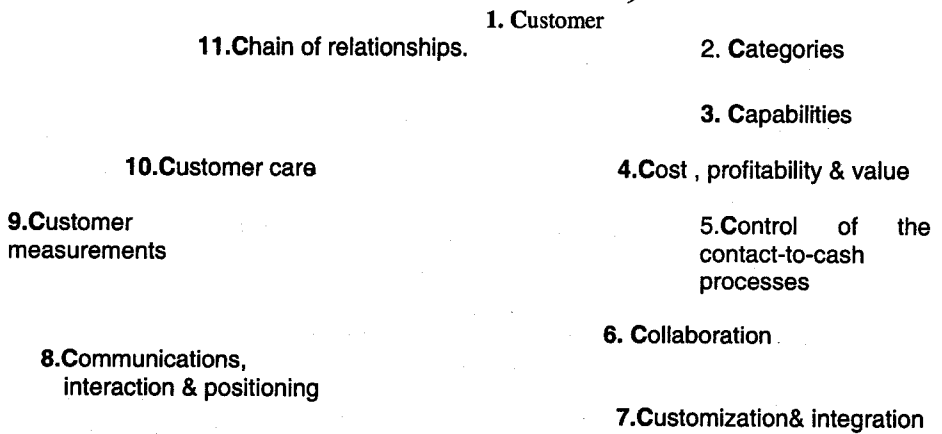 1. Customer
11.Chain of relationships.
2. Categories
3. Capabilities
10.Customer care
4.Cost , profitability & value
9.Customer
measurements
5.Control of the
contact-to-cash
processes
6. Collaboration
8.Communications,
interaction & positioning
7.Customization& integration